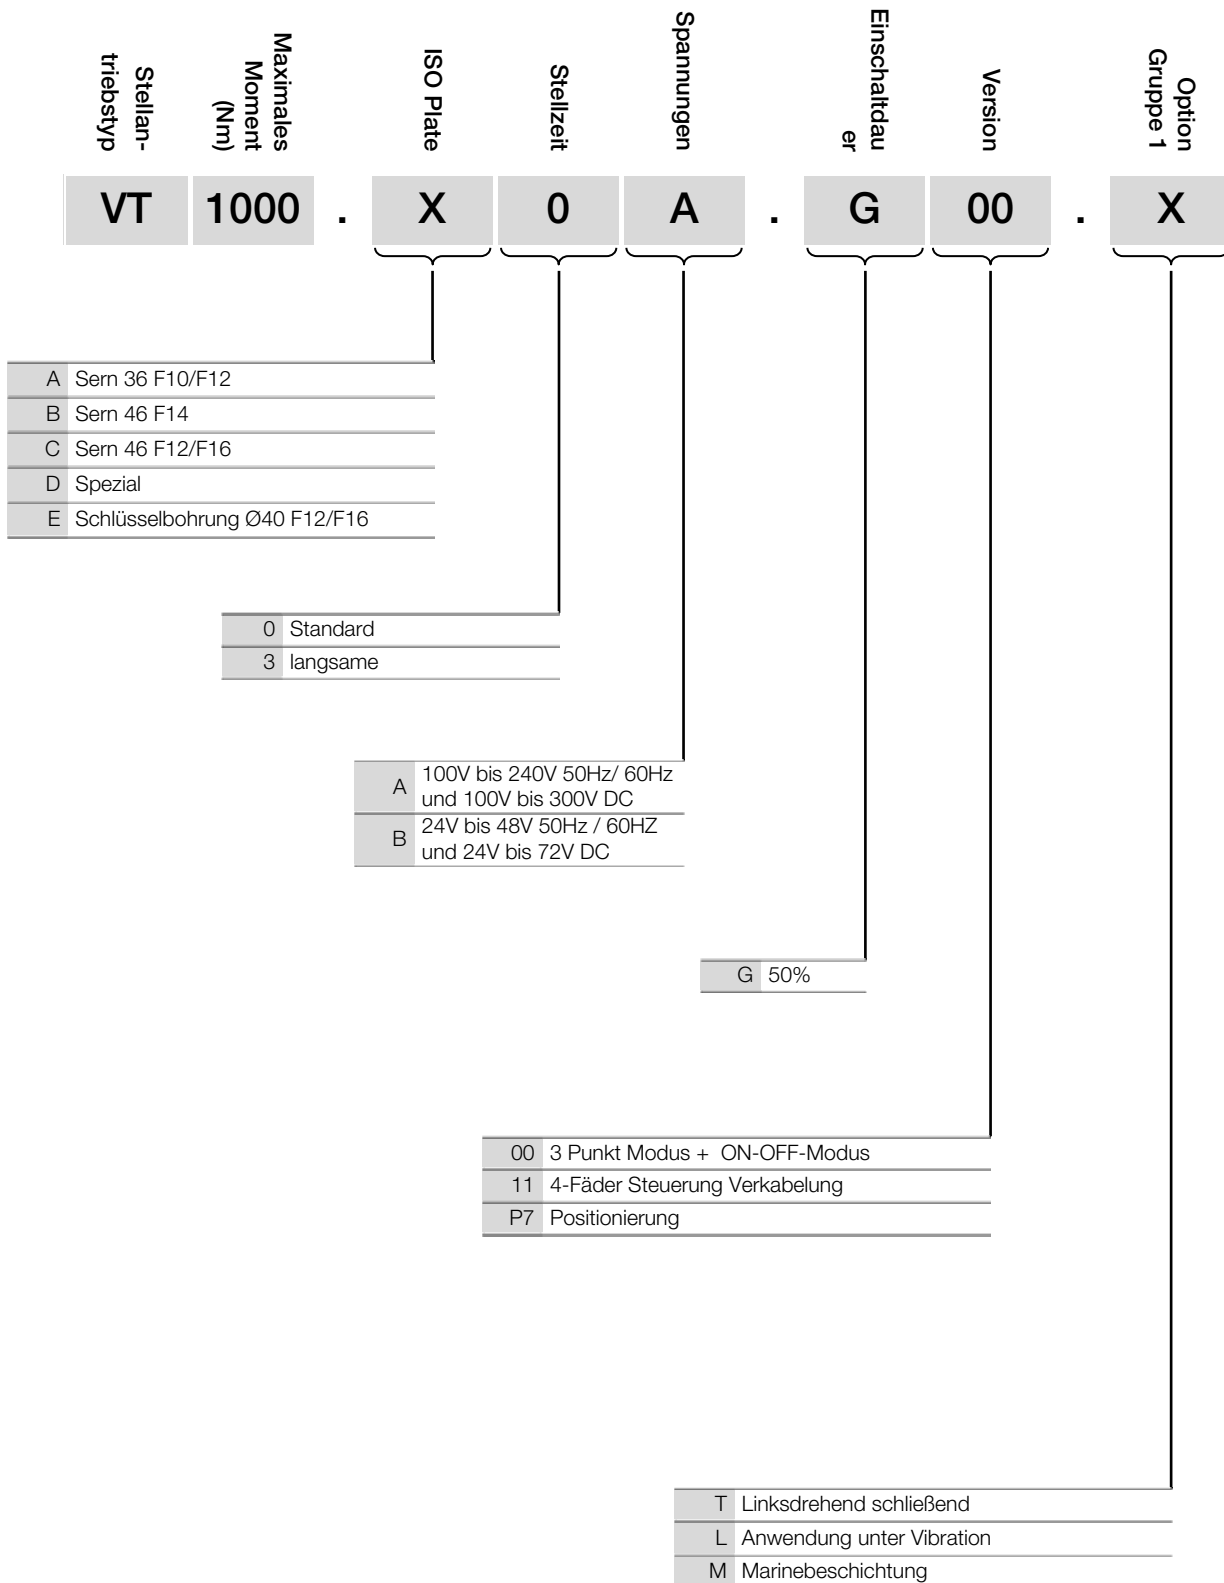 Stellan-
triebstyp
Maximales
Moment
(Nm)
ISO Plate
Stellzeit
Spannungen
Einschaltdau
er
Version
Option
Gruppe 1
VT 1000 . X 0 A . G 00 . X
A Sern 36 F10/F12
B Sern 46 F14
C Sern 46 F12/F16
D Spezial
E Schlüsselbohrung Ø40 F12/F16
0 Standard
3 langsame
A 100V bis 240V 50Hz/ 60Hz
und 100V bis 300V DC
B 24V bis 48V 50Hz / 60HZ
und 24V bis 72V DC
G 50%
00 3 Punkt Modus + ON-OFF-Modus
11 4-Fäder Steuerung Verkabelung
P7 Positionierung
T Linksdrehend schließend
L Anwendung unter Vibration
M Marinebeschichtung